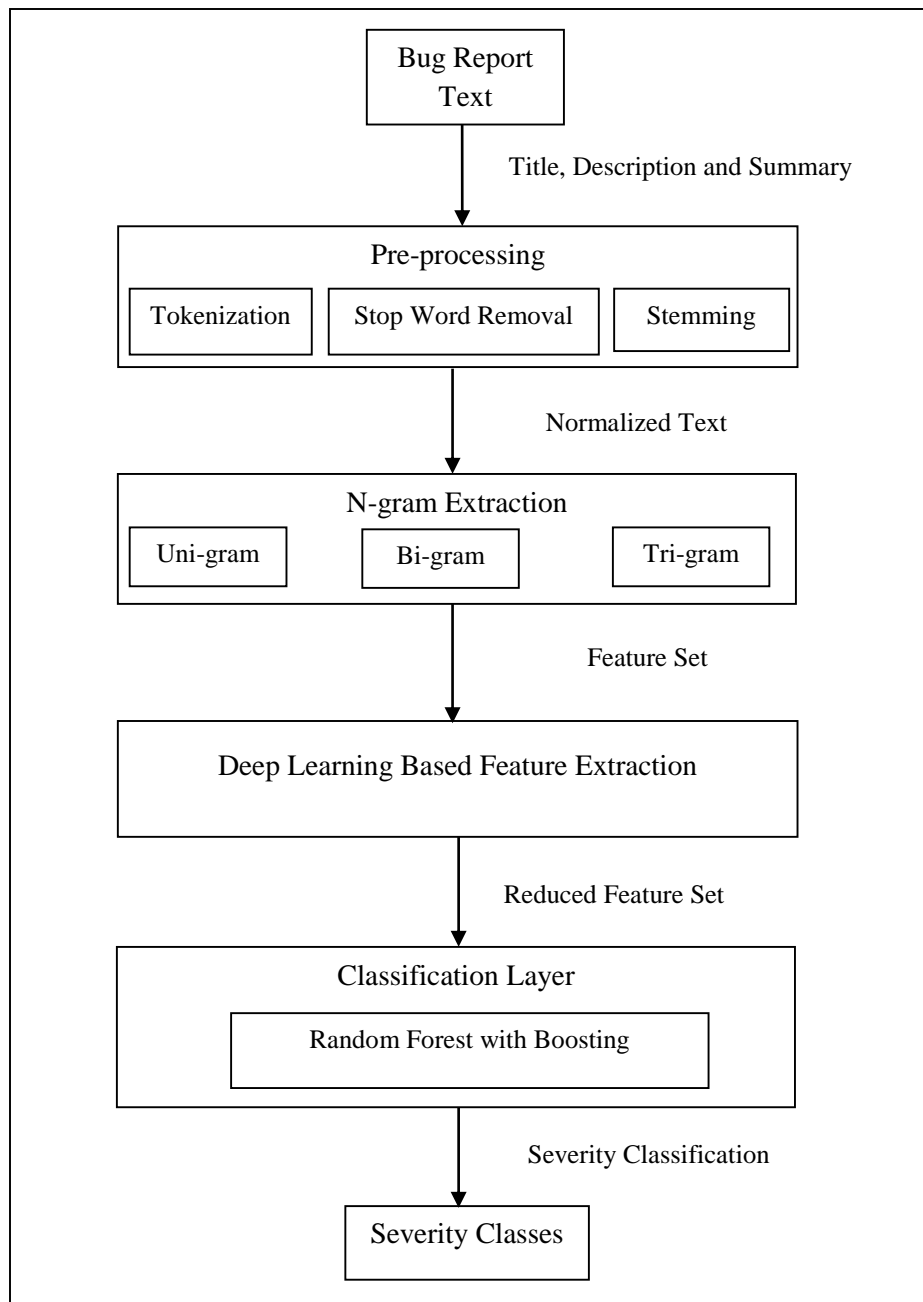 Bug Report
Text
Title, Description and Summary
Pre-processing
Tokenization
Stop Word Removal
Stemming
Normalized Text
N-gram Extraction
Uni-gram
Bi-gram
Tri-gram
Feature Set
Deep Learning Based Feature Extraction
Reduced Feature Set
Classification Layer
Random Forest with Boosting
Severity Classification
Severity Classes